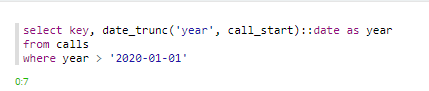 select key, date_trunc('year', call_start)::date as year
from calls
where year > '2020-01-01'
0:7